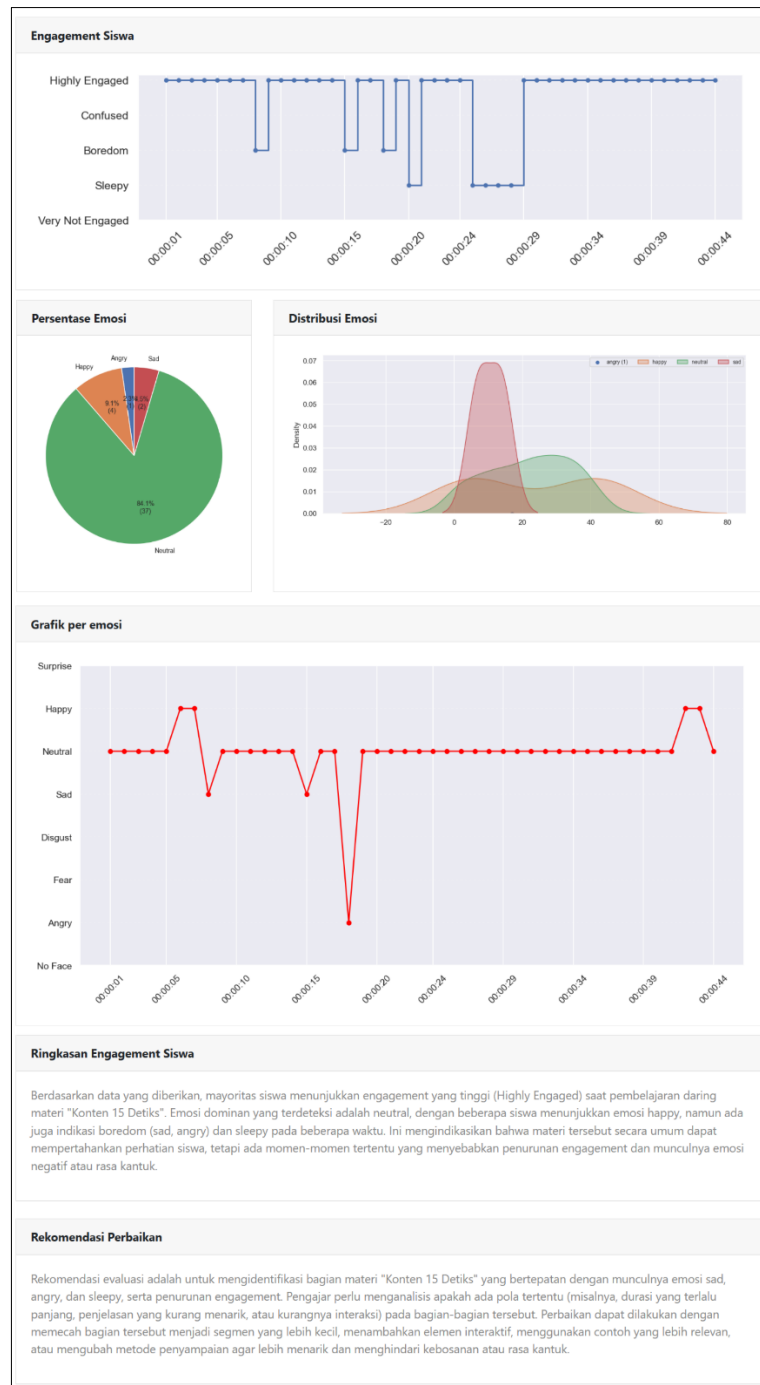 Engagement Siswa
Highly Engaged
Confused
Boredom
Sleepy
Very Not Engaged
00:00:01 00:00:05 00:00:10 00:00:15 00:00:20 00:00:24 00:00:29 00:00:34 00:00:39 00:00:44
Persentase Emosi
Angry
Sad
Happy
9.1%
(4)
(2)
(37)
Neutral
Distribusi Emosi
angry (1) happy neutral sad
Density
0.07
0.06
0.05
0.04
0.03
0.02
0.01
0.00
−20 0 20 40 60 80
Grafik per emosi
Surprise
Happy
Neutral
Sad
Disgust
Fear
Angry
No Face
00:00:01 00:00:05 00:00:10 00:00:15 00:00:20 00:00:24 00:00:29 00:00:34 00:00:39 00:00:44
Ringkasan Engagement Siswa
Berdasarkan data yang diberikan, mayoritas siswa menunjukkan engagement yang tinggi (Highly Engaged) saat pembelajaran daring
materi "Konten 15 Detiks". Emosi dominan yang terdeteksi adalah neutral, dengan beberapa siswa menunjukkan emosi happy, namun ada
juga indikasi boredom (sad, angry) dan sleepy pada beberapa waktu. Ini mengindikasikan bahwa materi tersebut secara umum dapat
mempertahankan perhatian siswa, tetapi ada momen-momen tertentu yang menyebabkan penurunan engagement dan munculnya emosi
negatif atau rasa kantuk.
Rekomendasi Perbaikan
Rekomendasi evaluasi adalah untuk mengidentifikasi bagian materi "Konten 15 Detiks" yang bertepatan dengan munculnya emosi sad,
angry, dan sleepy, serta penurunan engagement. Pengajar perlu menganalisis apakah ada pola tertentu (misalnya, durasi yang terlalu
panjang, penjelasan yang kurang menarik, atau kurangnya interaksi) pada bagian-bagian tersebut. Perbaikan dapat dilakukan dengan
memecah bagian tersebut menjadi segmen yang lebih kecil, menambahkan elemen interaktif, menggunakan contoh yang lebih relevan,
atau mengubah metode penyampaian agar lebih menarik dan menghindari kebosanan atau rasa kantuk.